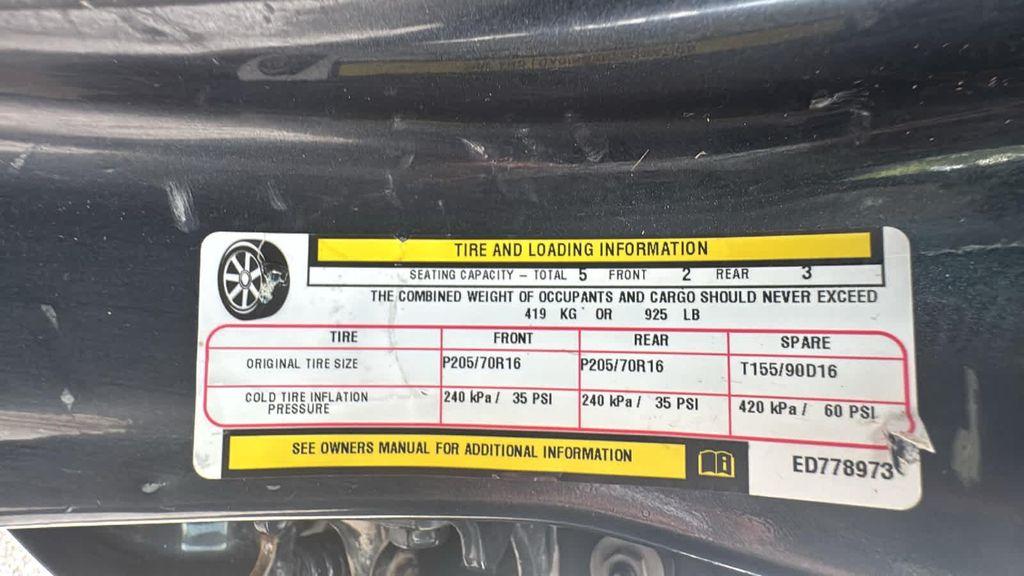 TIRE AND LOADING INFORMATION
SEATING CAPACITY – TOTAL 5 FRONT 2 REAR 3
THE COMBINED WEIGHT OF OCCUPANTS AND CARGO SHOULD NEVER EXCEED
419 KG OR 925 LB
TIRE FRONT REAR SPARE
ORIGINAL TIRE SIZE P205/70R16 P205/70R16 T155/90D16
COLD TIRE INFLATION PRESSURE 240 kPa / 35 PSI 240 kPa / 35 PSI 420 kPa / 60 PSI
SEE OWNERS MANUAL FOR ADDITIONAL INFORMATION
ED778973